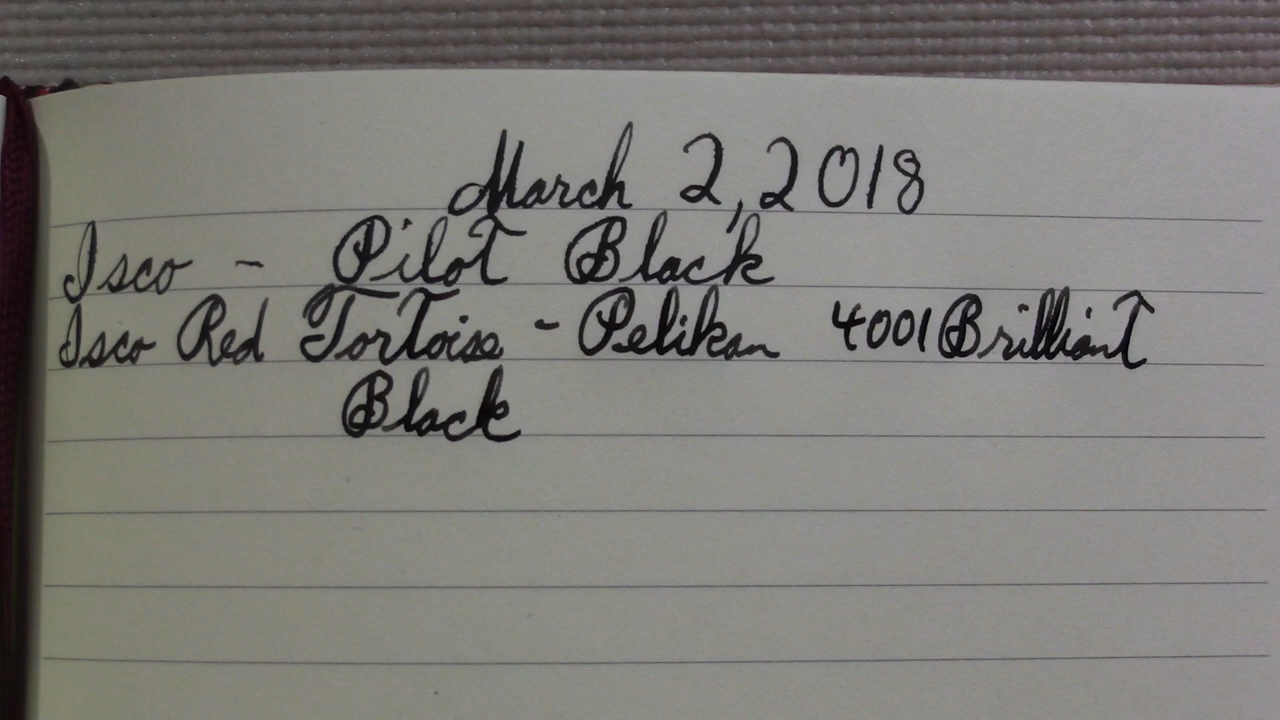 March 2, 2018
Isco - Pilot Black
Isco Red Tortoise - Pelikan 4001 Brilliant
Black